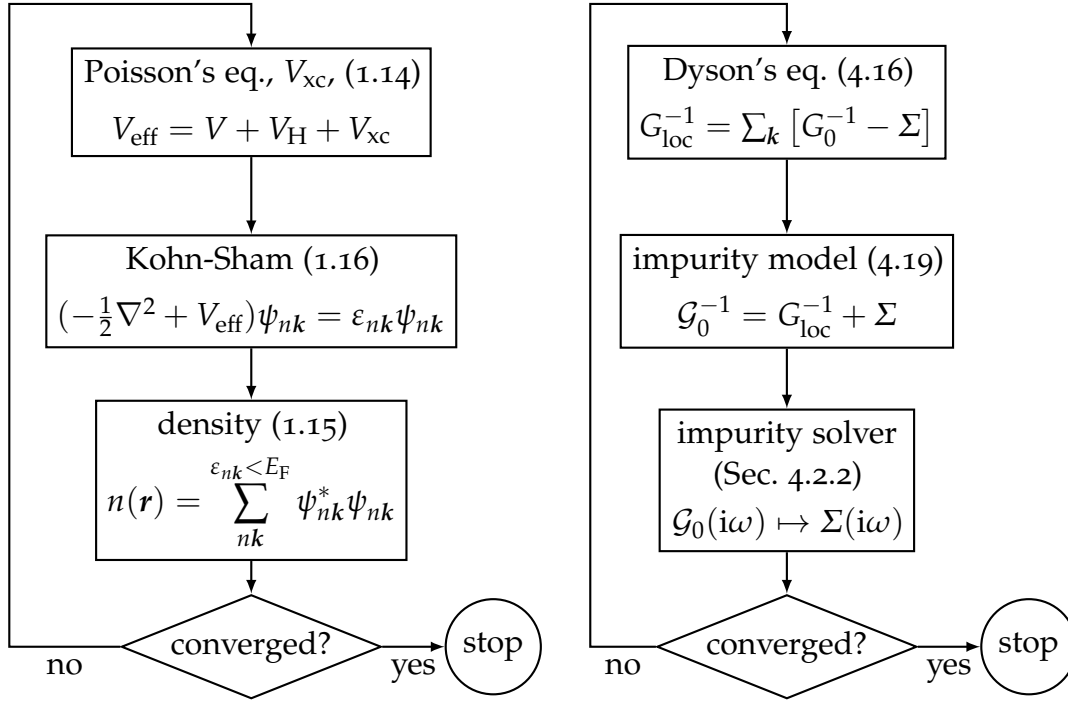 Poisson's eq., V_xc, (1.14)
V_eff = V + V_H + V_xc
Kohn-Sham (1.16)
(-½∇² + V_eff)ψ_nk = ε_nk ψ_nk
density (1.15)
n(r) = ∑_{nk}^{ε_nk<E_F} ψ*_nk ψ_nk
converged?
no
yes
stop
Dyson's eq. (4.16)
G_loc^{-1} = ∑_k [G_0^{-1} − Σ]
impurity model (4.19)
𝒢_0^{-1} = G_loc^{-1} + Σ
impurity solver
(Sec. 4.2.2)
𝒢_0(iω) ↦ Σ(iω)
converged?
no
yes
stop